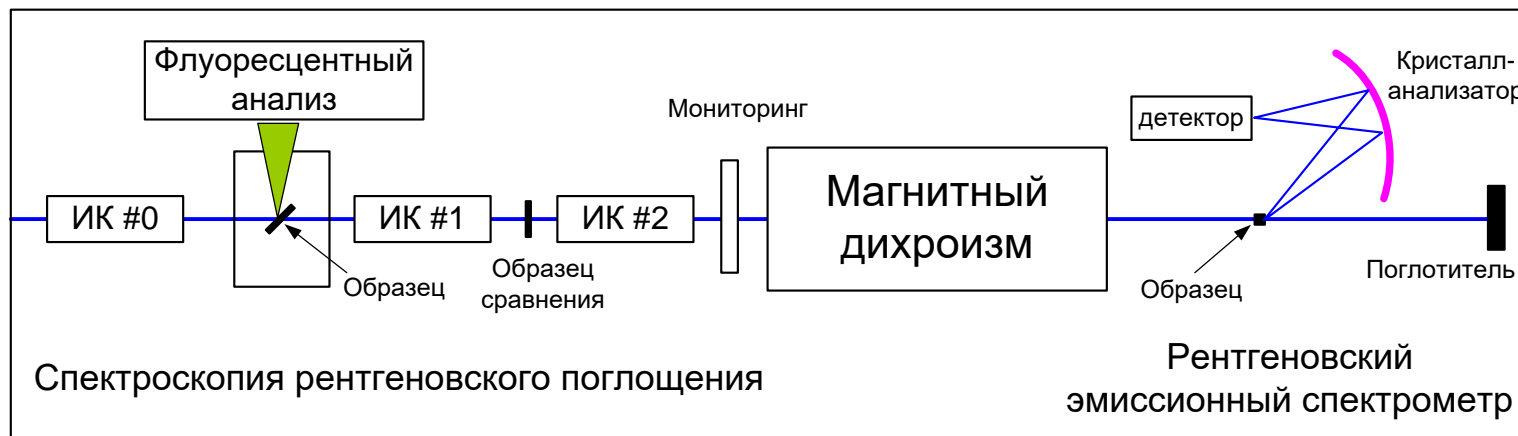 Флуоресцентный
анализ
Мониторинг
детектор
Кристалл-
анализатор
ИК #0
ИК #1
ИК #2
Магнитный
дихроизм
Образец
Образец
сравнения
Образец
Поглотитель
Спектроскопия рентгеновского поглощения
Рентгеновский
эмиссионный спектрометр